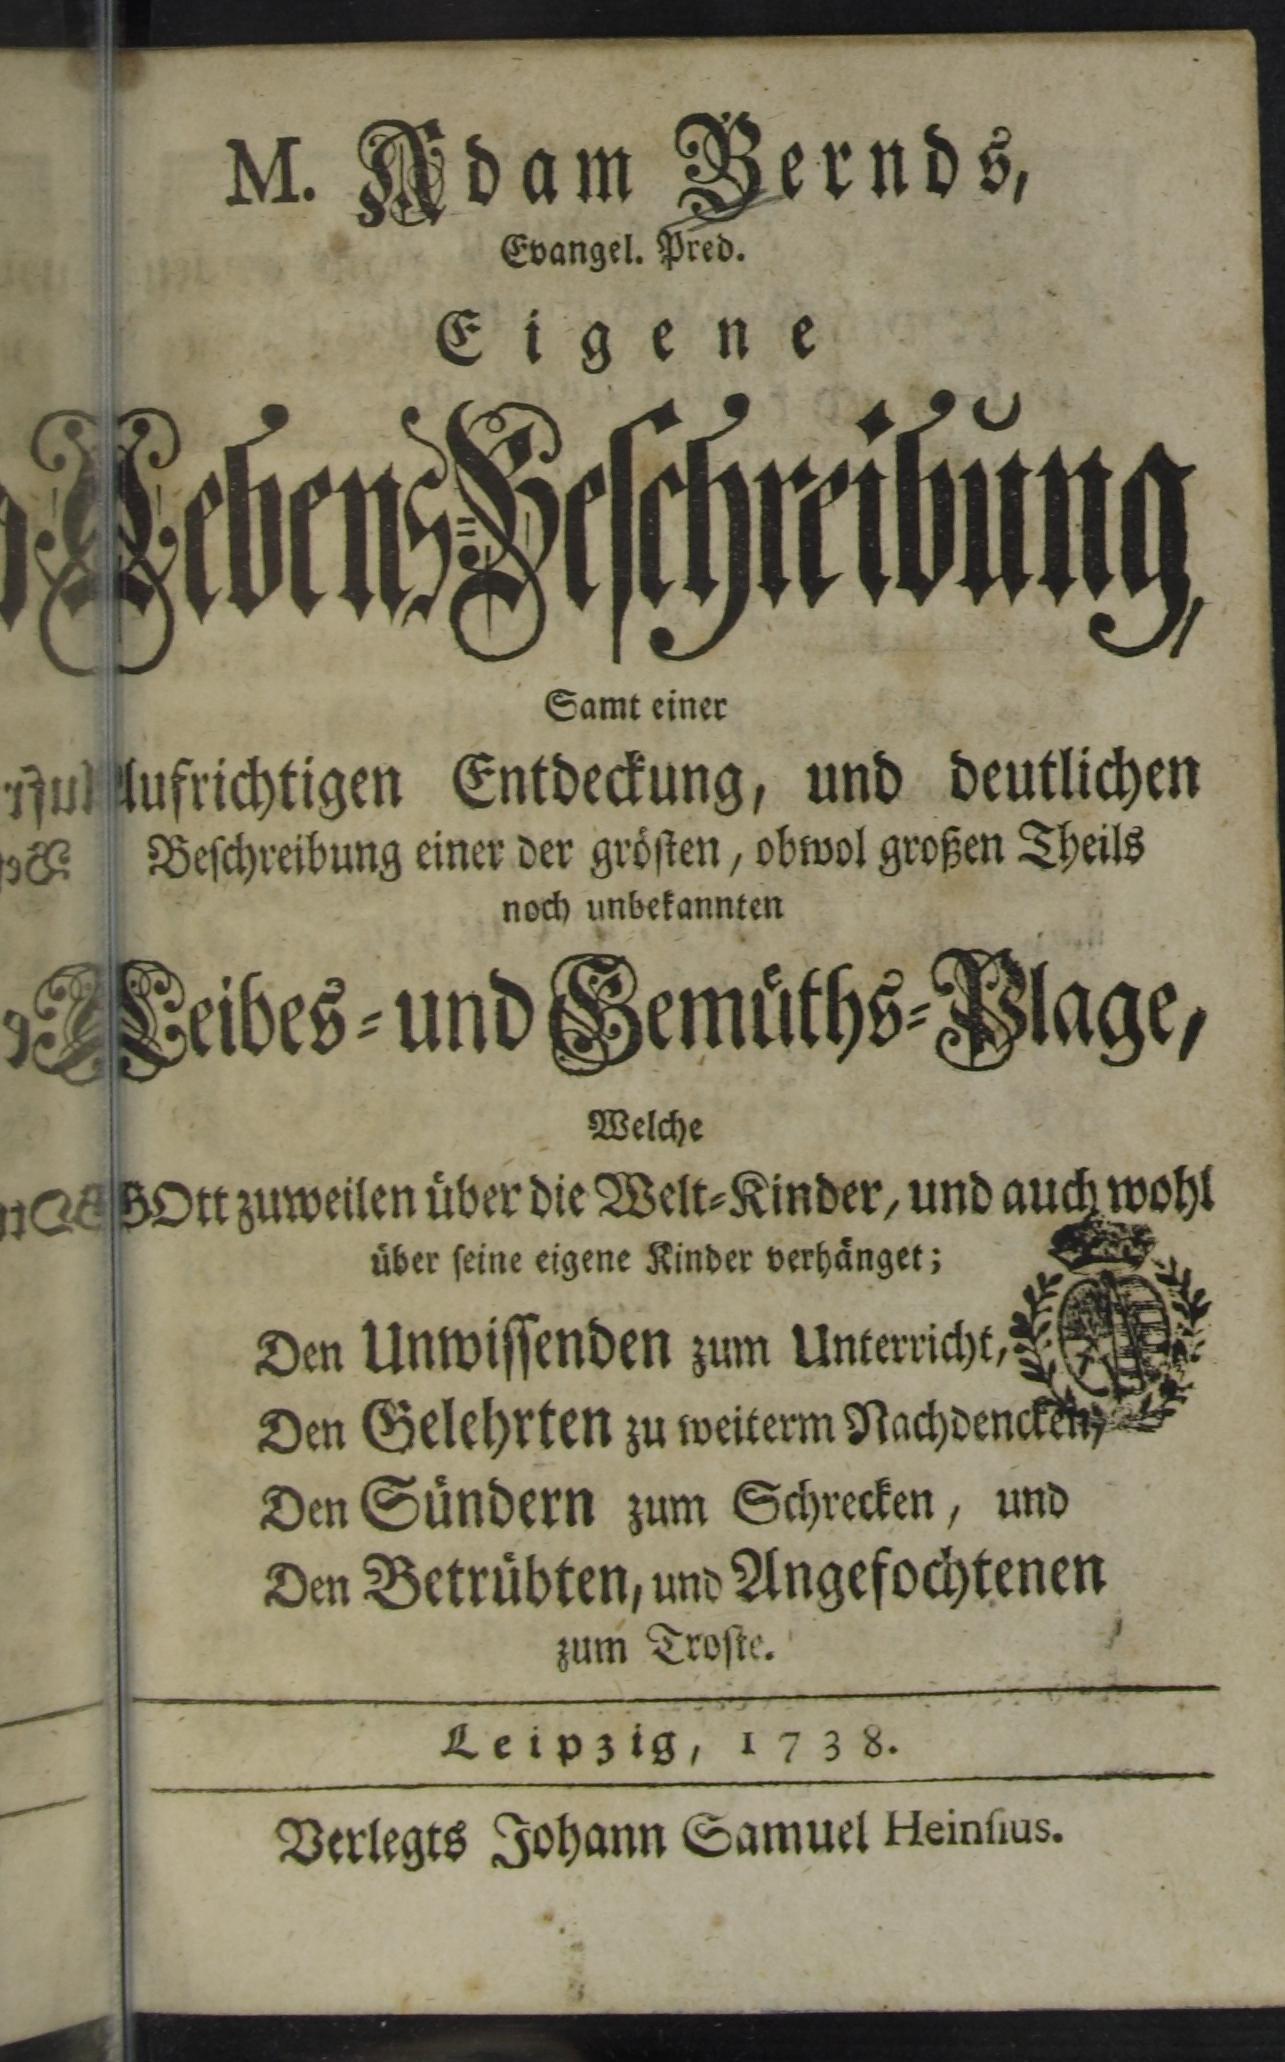 M. Adam Bernds,
Evangel. Pred.
Eigene
Lebens-Beschreibung,
Samt einer
Aufrichtigen Entdeckung, und deutlichen
Beschreibung einer der grösten, obwol großen Theils
noch unbekannten
Leibes- und Gemüths-Plage,
Welche
GOtt zuweilen über die Welt-Kinder, und auch wohl
über seine eigene Kinder verhänget;
Den Unwissenden zum Unterricht,
Den Gelehrten zu weiterm Nachdencken,
Den Sündern zum Schrecken, und
Den Betrübten, und Angefochtenen
zum Troste.
Leipzig, 1738.
Verlegts Johann Samuel Heinsius.